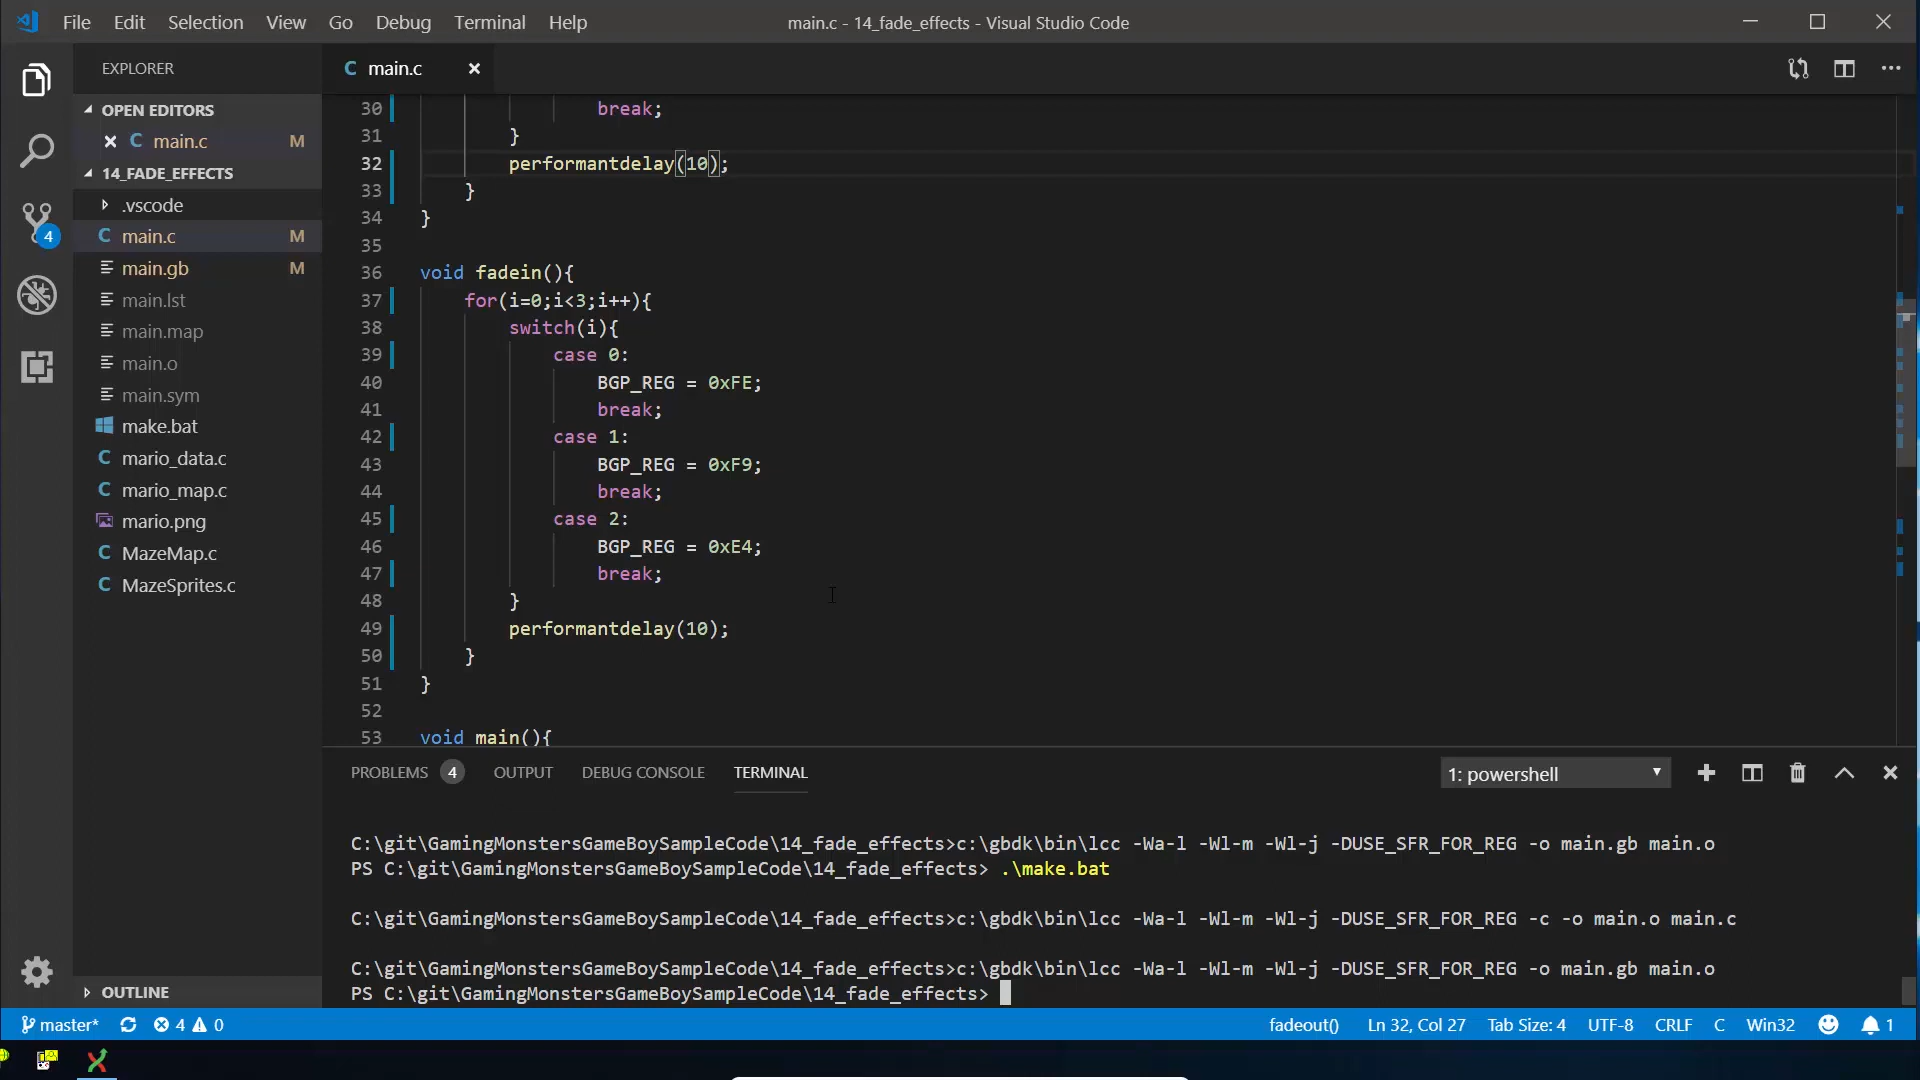 File Edit Selection View Go Debug Terminal Help
main.c - 14_fade_effects - Visual Studio Code
EXPLORER
OPEN EDITORS
C main.c M
14_FADE_EFFECTS
.vscode
C main.c M
main.gb M
main.lst
main.map
main.o
main.sym
make.bat
C mario_data.c
C mario_map.c
mario.png
C MazeMap.c
C MazeSprites.c
OUTLINE
4
C main.c
30 break;
31 }
32 performantdelay(10);
33 }
34 }
35
36 void fadein(){
37 for(i=0;i<3;i++){
38 switch(i){
39 case 0:
40 BGP_REG = 0xFE;
41 break;
42 case 1:
43 BGP_REG = 0xF9;
44 break;
45 case 2:
46 BGP_REG = 0xE4;
47 break;
48 }
49 performantdelay(10);
50 }
51 }
52
53 void main(){
PROBLEMS 4 OUTPUT DEBUG CONSOLE TERMINAL 1: powershell
C:\git\GamingMonstersGameBoySampleCode\14_fade_effects>c:\gbdk\bin\lcc -Wa-l -Wl-m -Wl-j -DUSE_SFR_FOR_REG -o main.gb main.o
PS C:\git\GamingMonstersGameBoySampleCode\14_fade_effects> .\make.bat
C:\git\GamingMonstersGameBoySampleCode\14_fade_effects>c:\gbdk\bin\lcc -Wa-l -Wl-m -Wl-j -DUSE_SFR_FOR_REG -c -o main.o main.c
C:\git\GamingMonstersGameBoySampleCode\14_fade_effects>c:\gbdk\bin\lcc -Wa-l -Wl-m -Wl-j -DUSE_SFR_FOR_REG -o main.gb main.o
PS C:\git\GamingMonstersGameBoySampleCode\14_fade_effects>
master* 4 0 fadeout() Ln 32, Col 27 Tab Size: 4 UTF-8 CRLF C Win32 1